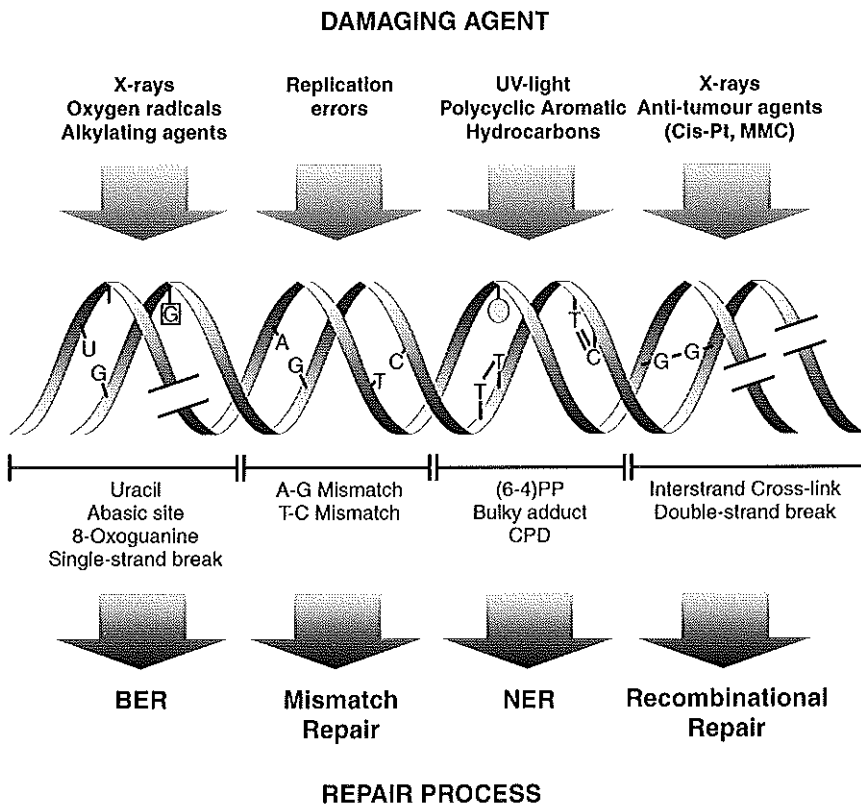 DAMAGING AGENT
X-rays
Oxygen radicals
Alkylating agents
Replication
errors
UV-light
Polycyclic Aromatic
Hydrocarbons
X-rays
Anti-tumour agents
(Cis-Pt, MMC)
U
G
G
A
G
T
C
T
T
T
C
G
G
Uracil
Abasic site
8-Oxoguanine
Single-strand break
A-G Mismatch
T-C Mismatch
(6-4)PP
Bulky adduct
CPD
Interstrand Cross-link
Double-strand break
BER
Mismatch
Repair
NER
Recombinational
Repair
REPAIR PROCESS